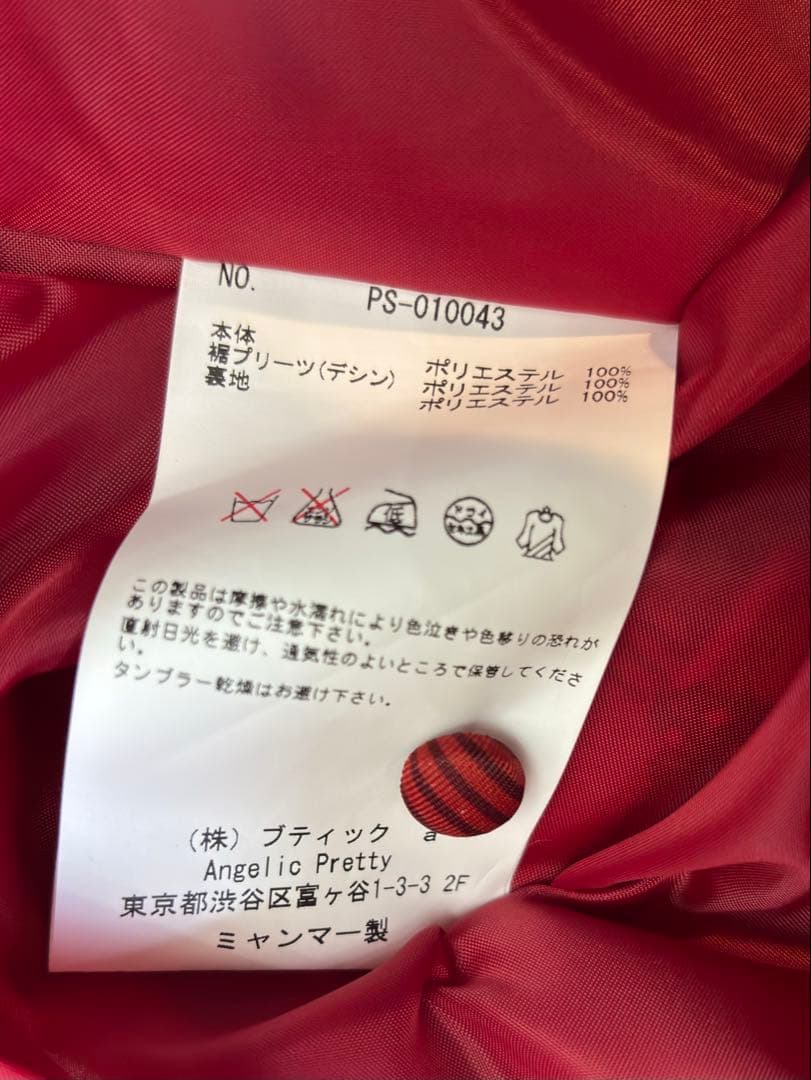 NO.
PS-010043
本体 ポリエステル 100%
裾プリーツ(デシン) ポリエステル 100%
裏地 ポリエステル 100%
低
ドライ
この製品は摩擦や水濡れにより色泣きや色移りの恐れが
ありますのでご注意下さい。
直射日光を避け、通気性のよいところで保管してくださ
い。
タンブラー乾燥はお避け下さい。
(株) ブティック a
Angelic Pretty
東京都渋谷区富ヶ谷1-3-3 2F
ミャンマー製